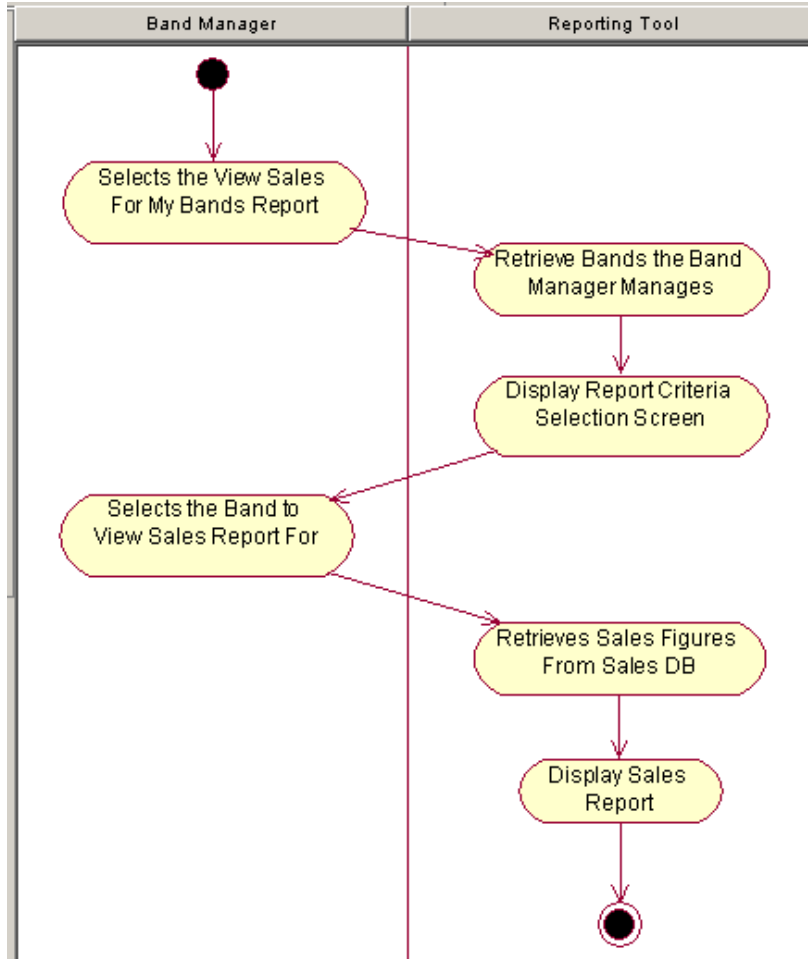 Band Manager
Reporting Tool
Selects the View Sales
For My Bands Report
Retrieve Bands the Band
Manager Manages
Display Report Criteria
Selection Screen
Selects the Band to
View Sales Report For
Retrieves Sales Figures
From Sales DB
Display Sales
Report